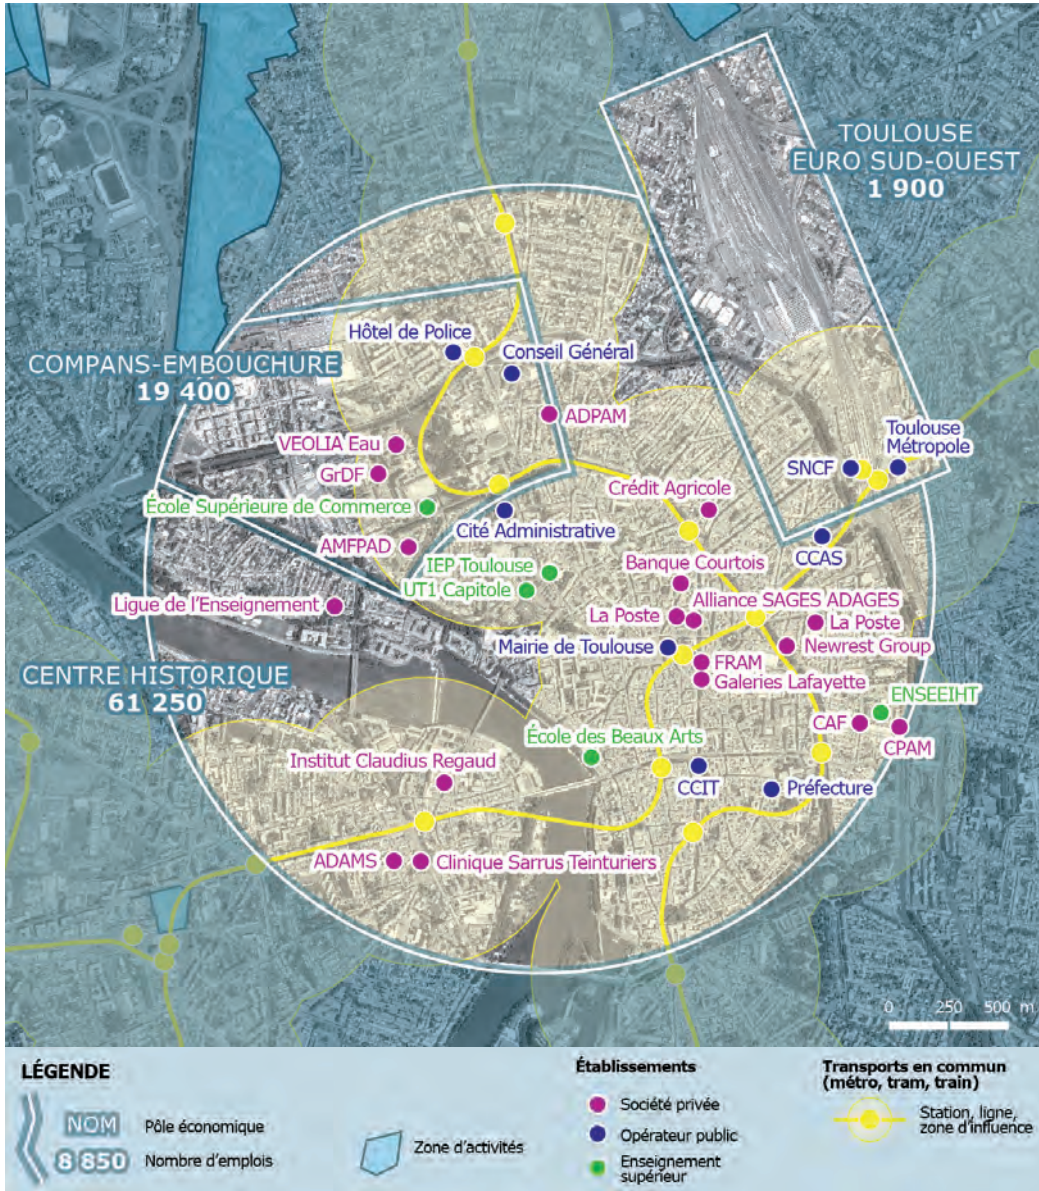 TOULOUSE
EURO SUD-OUEST
1 900
COMPANS-EMBOUCHURE
19 400
Hôtel de Police
Conseil Général
ADPAM
VEOLIA Eau
GrDF
École Supérieure de Commerce
Cité Administrative
AMFPAD
IEP Toulouse
UT1 Capitole
Ligue de l'Enseignement
Toulouse
Métropole
SNCF
Crédit Agricole
CCAS
Banque Courtois
Alliance SAGES ADAGES
La Poste
La Poste
Mairie de Toulouse
Newrest Group
FRAM
Galeries Lafayette
CENTRE HISTORIQUE
61 250
ENSEEIHT
CAF
CPAM
École des Beaux Arts
CCIT
Préfecture
Institut Claudius Regaud
ADAMS
Clinique Sarrus Teinturiers
0 250 500 m
LÉGENDE
NOM Pôle économique
8 850 Nombre d'emplois
Zone d'activités
Établissements
Société privée
Opérateur public
Enseignement
supérieur
Transports en commun
(métro, tram, train)
Station, ligne,
zone d'influence